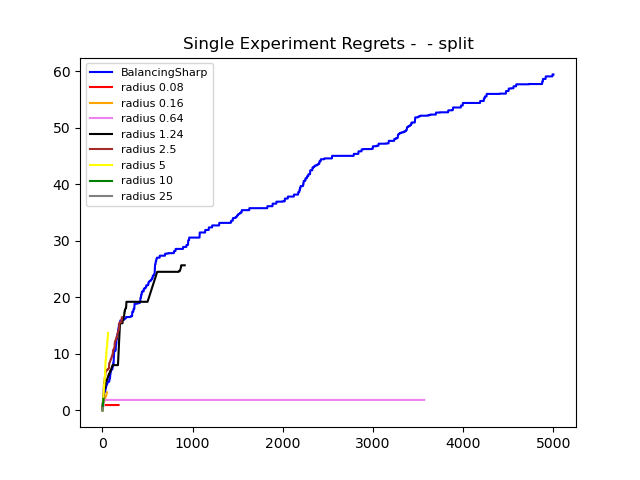 Single Experiment Regrets -  - split
BalancingSharp
radius 0.08
radius 0.16
radius 0.64
radius 1.24
radius 2.5
radius 5
radius 10
radius 25
60
50
40
30
20
10
0
0 1000 2000 3000 4000 5000